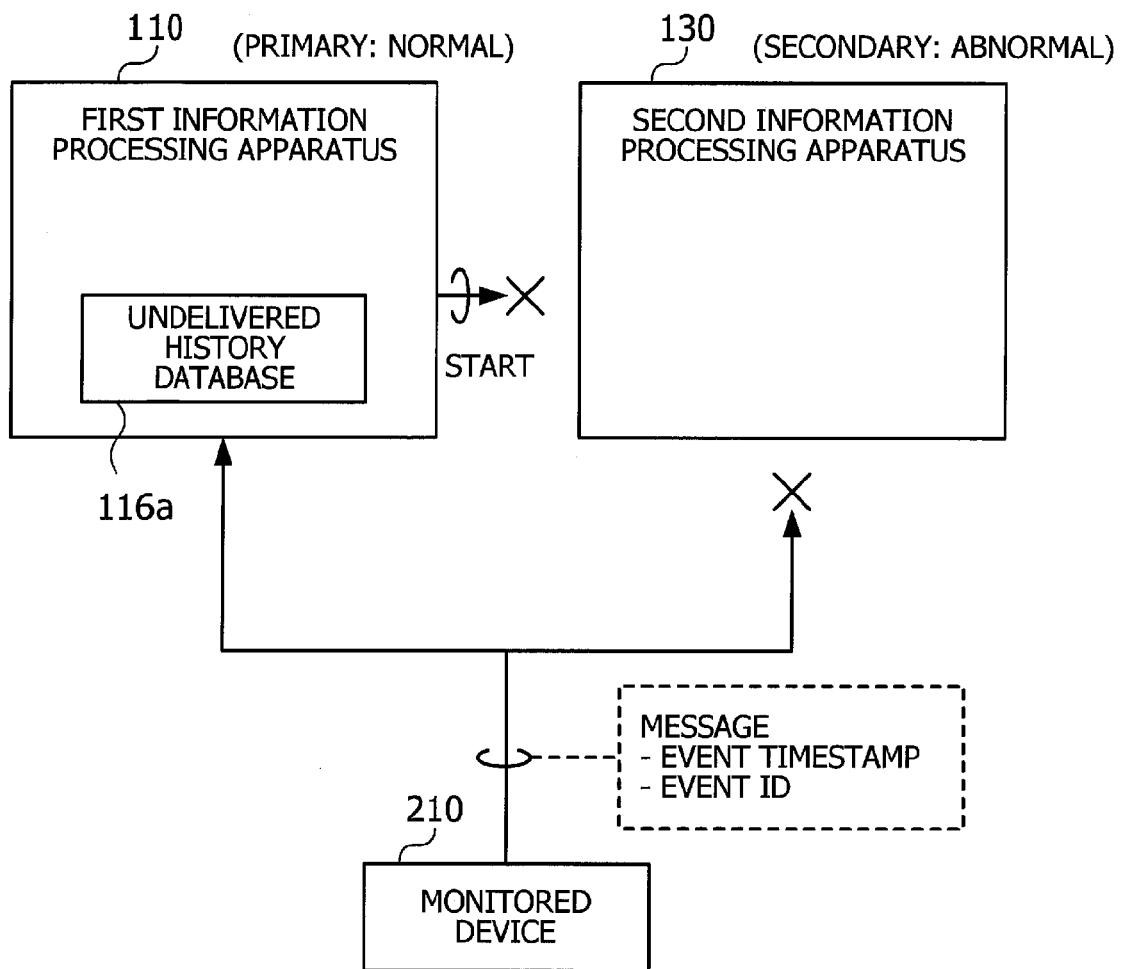 110
(PRIMARY: NORMAL)
130
(SECONDARY: ABNORMAL)
FIRST INFORMATION
PROCESSING APPARATUS
SECOND INFORMATION
PROCESSING APPARATUS
UNDELIVERED
HISTORY
DATABASE
START
116a
MESSAGE
- EVENT TIMESTAMP
- EVENT ID
210
MONITORED
DEVICE